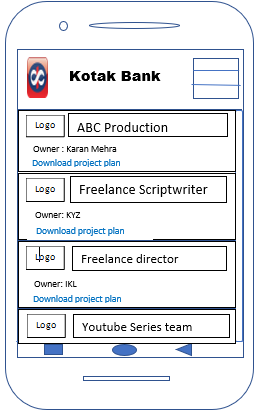 Kotak Bank
Logo
ABC Production
Owner : Karan Mehra
Download project plan
Logo
Freelance Scriptwriter
Owner: KYZ
Download project plan
Logo
Freelance director
Owner: IKL
Download project plan
Logo
Youtube Series team